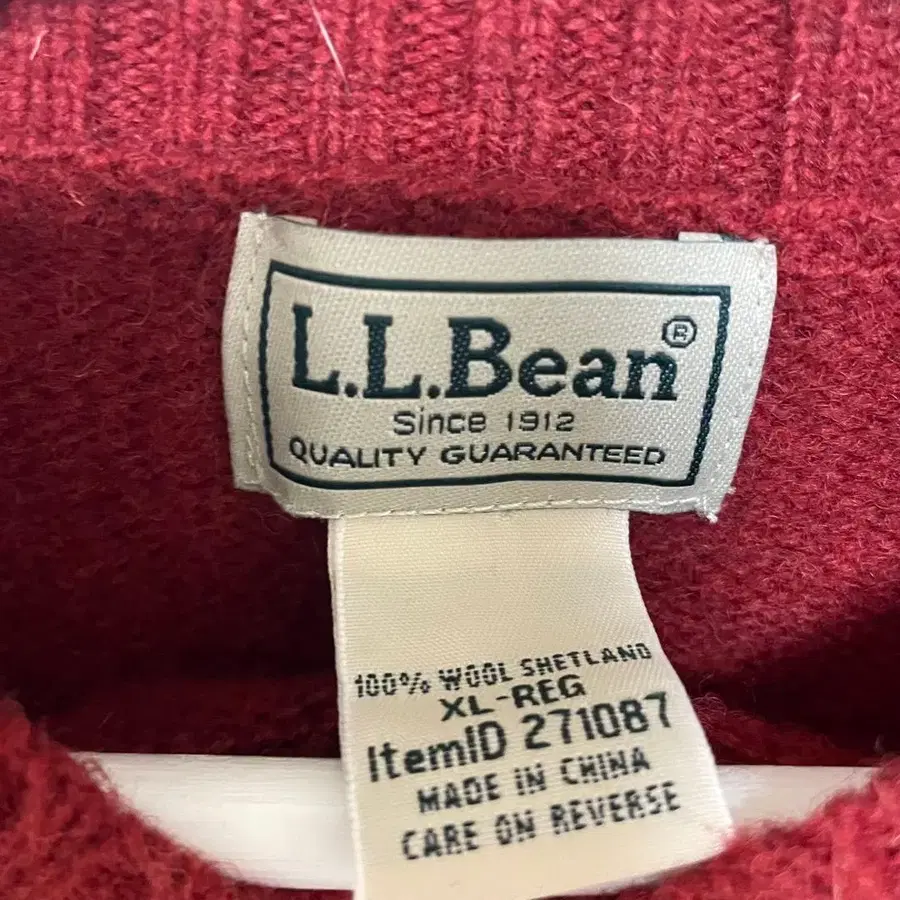 L.L.Bean®
Since 1912
QUALITY GUARANTEED
100% WOOL SHETLAND
XL-REG
ItemID 271087
MADE IN CHINA
CARE ON REVERSE